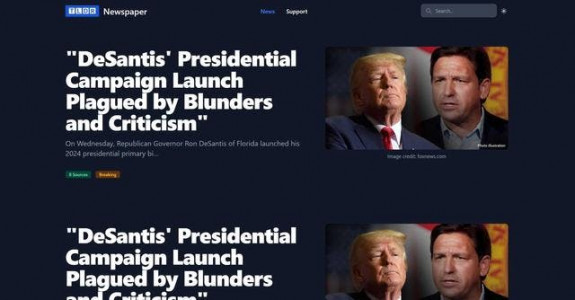 TLDR Newspaper
News
Support
Search...
"DeSantis' Presidential
Campaign Launch
Plagued by Blunders
and Criticism"
On Wednesday, Republican Governor Ron DeSantis of Florida launched his
2024 presidential primary bi...
8 Sources
Breaking
Photo Illustration
Image credit: foxnews.com
"DeSantis' Presidential
Campaign Launch
Plagued by Blunders
and Criticism"